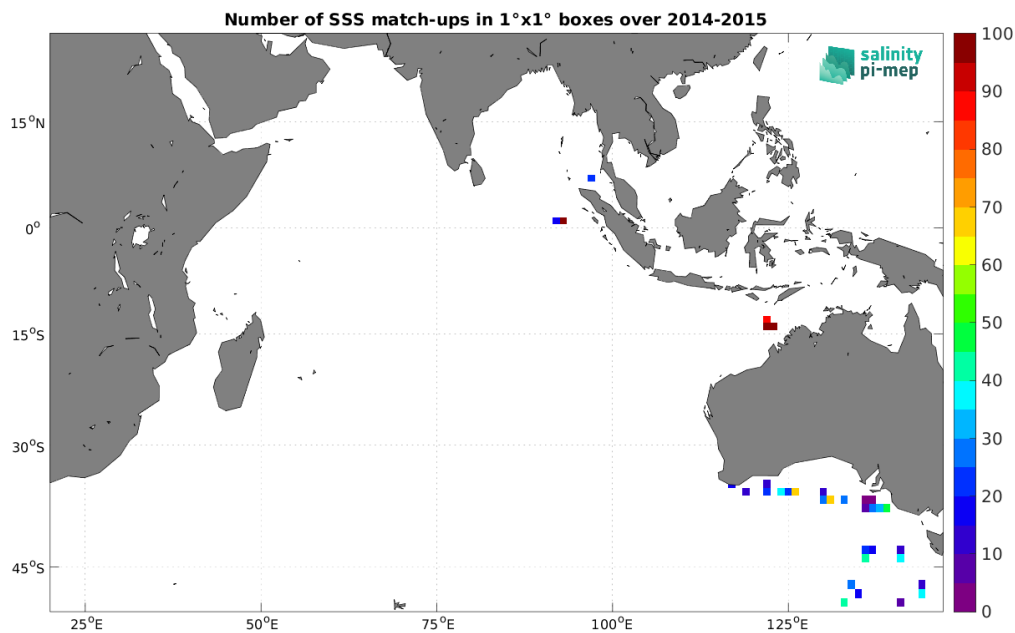 Number of SSS match-ups in 1°x1° boxes over 2014-2015
salinity
pi-mep
15°N
0°
15°S
30°S
45°S
25°E
50°E
75°E
100°E
125°E
100
90
80
70
60
50
40
30
20
10
0